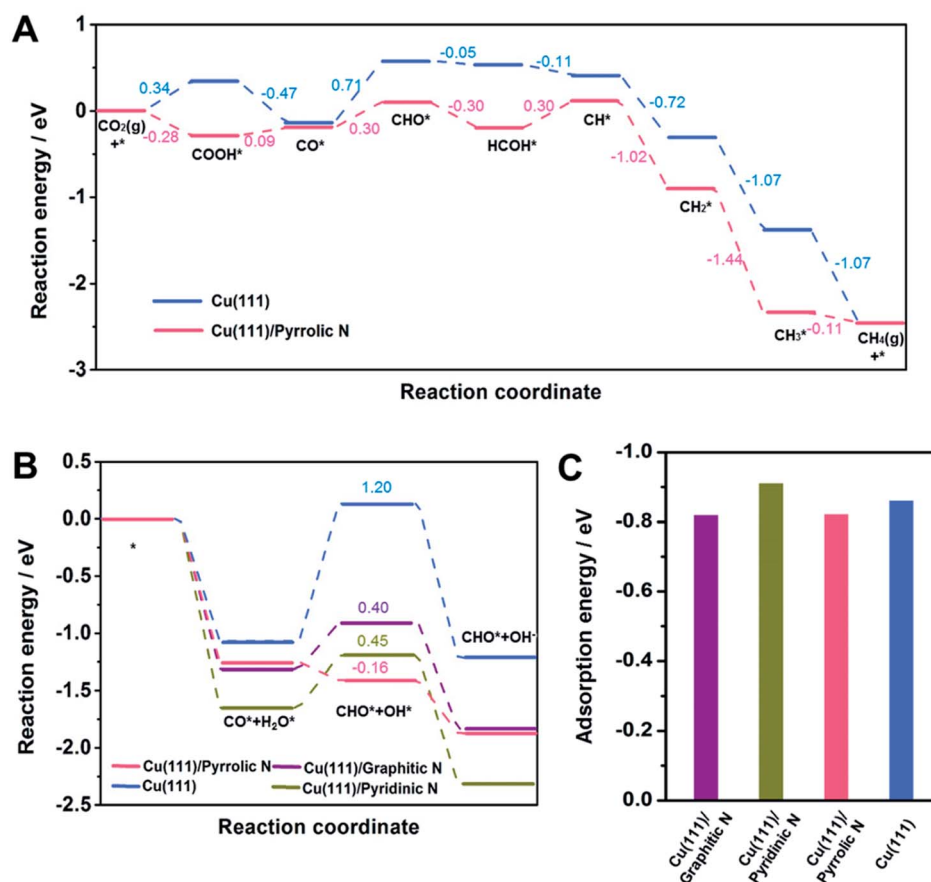 A
Reaction energy / eV
1
0
-1
-2
-3
0.34
-0.47
0.71
-0.05
-0.11
-0.72
-1.07
-1.07
CO₂(g)
+*
-0.28
COOH*
0.09
CO*
0.30
CHO*
-0.30
HCOH*
0.30
CH*
-1.02
CH₂*
-1.44
CH₃*
-0.11
CH₄(g)
+*
Cu(111)
Cu(111)/Pyrrolic N
Reaction coordinate
B
Reaction energy / eV
0.5
0.0
-0.5
-1.0
-1.5
-2.0
-2.5
*
1.20
0.40
0.45
-0.16
CO*+H₂O*
CHO*+OH*
CHO*+OH⁻
Cu(111)/Pyrrolic N
Cu(111)/Graphitic N
Cu(111)
Cu(111)/Pyridinic N
Reaction coordinate
C
Adsorption energy / eV
-1.0
-0.8
-0.6
-0.4
-0.2
0.0
Cu(111)/
Graphitic N
Cu(111)/
Pyridinic N
Cu(111)/
Pyrrolic N
Cu(111)